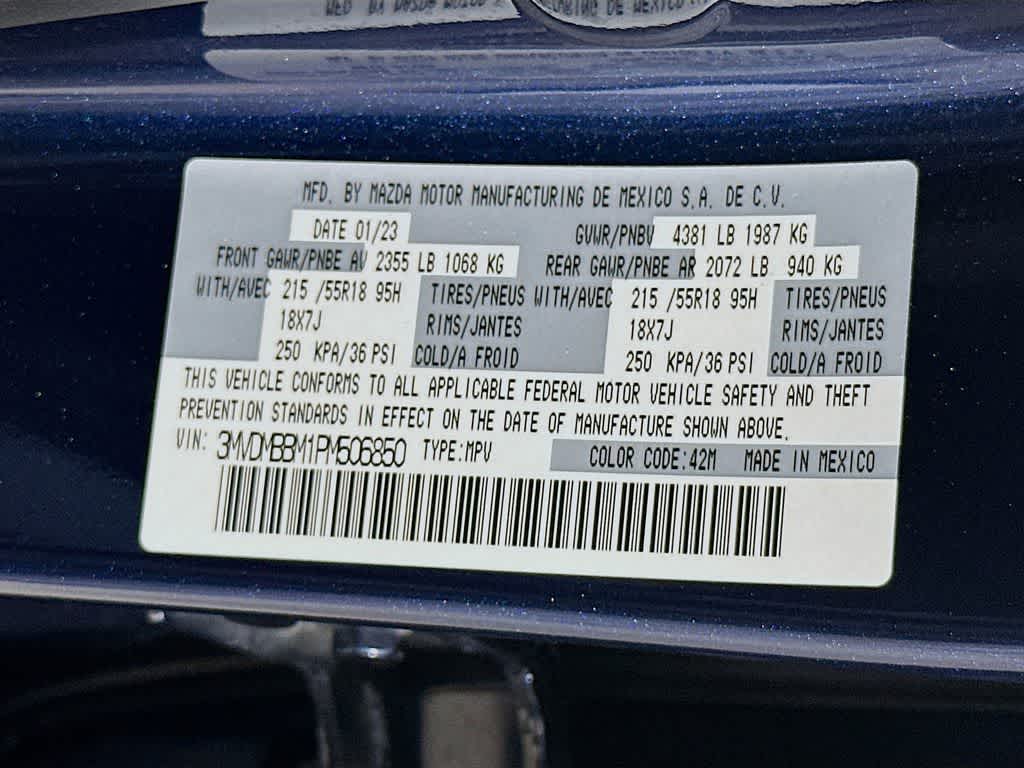 MFD. BY MAZDA MOTOR MANUFACTURING DE MEXICO S.A. DE C.V.
DATE 01/23 GVWR/PNBV 4381 LB 1987 KG
FRONT GAWR/PNBE AV 2355 LB 1068 KG REAR GAWR/PNBE AR 2072 LB 940 KG
WITH/AVEC 215 /55R18 95H TIRES/PNEUS WITH/AVEC 215 /55R18 95H TIRES/PNEUS
18X7J RIMS/JANTES 18X7J RIMS/JANTES
250 KPA/36 PSI COLD/A FROID 250 KPA/36 PSI COLD/A FROID
THIS VEHICLE CONFORMS TO ALL APPLICABLE FEDERAL MOTOR VEHICLE SAFETY AND THEFT
PREVENTION STANDARDS IN EFFECT ON THE DATE OF MANUFACTURE SHOWN ABOVE.
VIN: 3MVDMBBM1PM506850 TYPE:MPV COLOR CODE:42M MADE IN MEXICO